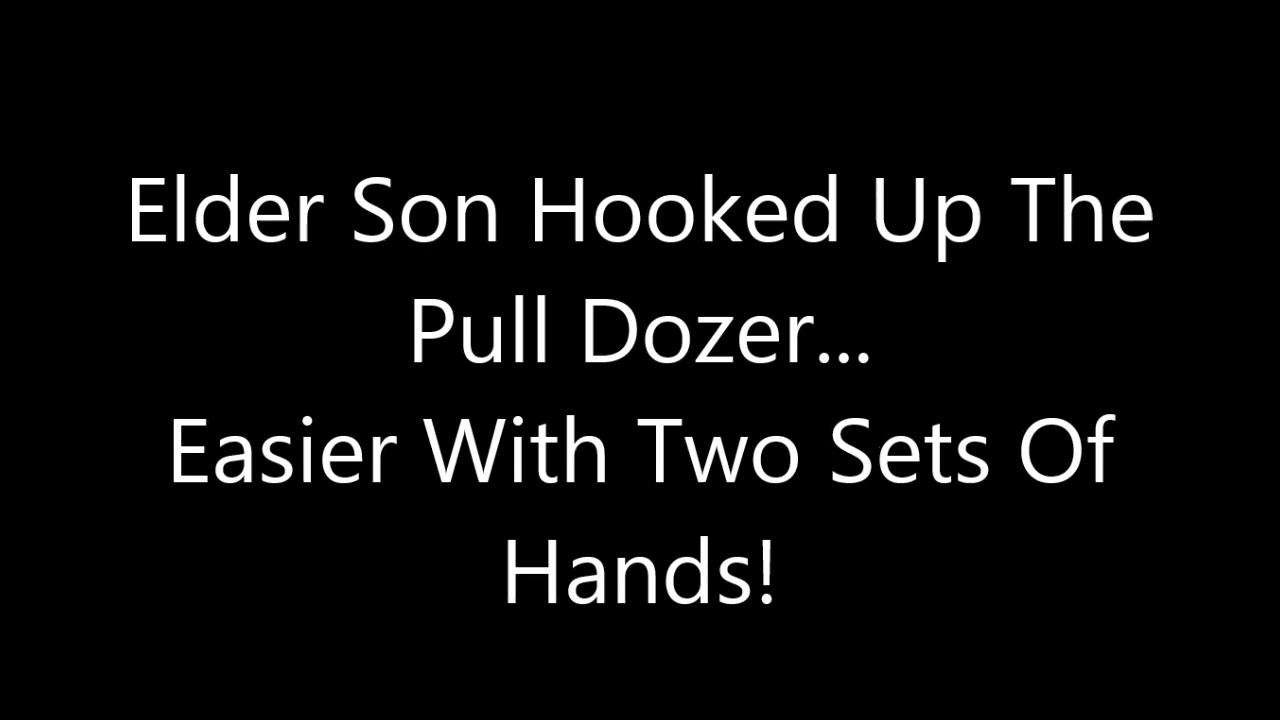 Elder Son Hooked Up The
Pull Dozer...
Easier With Two Sets Of
Hands!